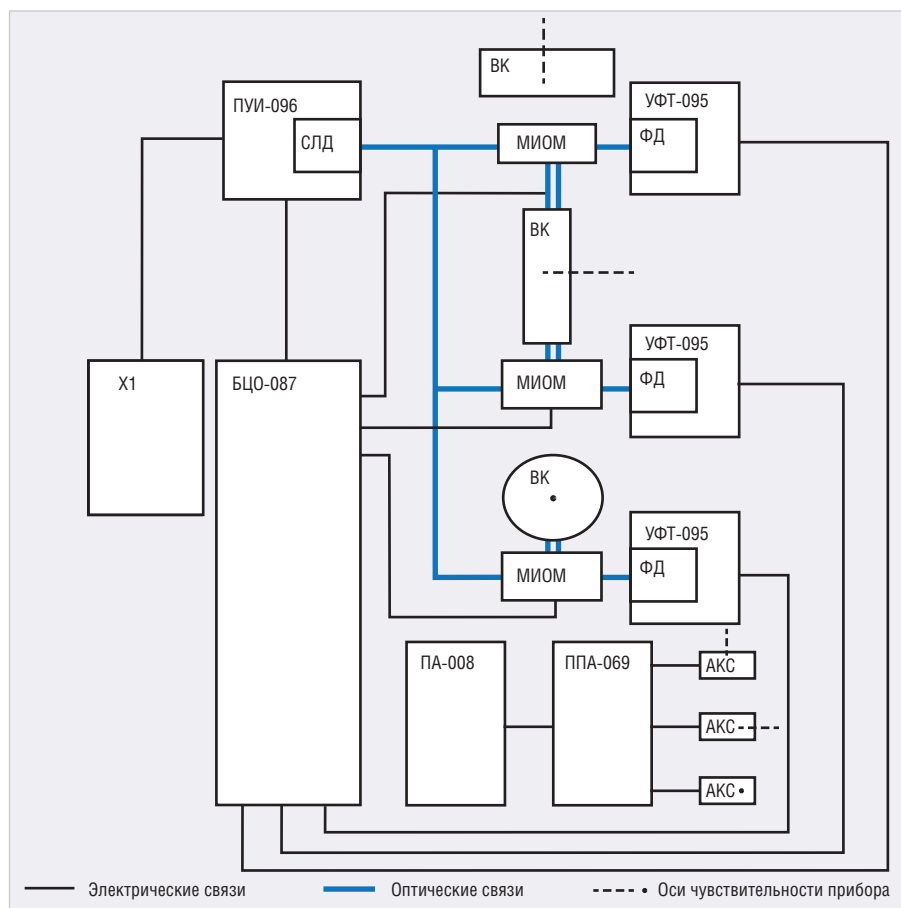 ВК
ПУИ-096
УФТ-095
СЛД
МИОМ
ФД
ВК
УФТ-095
Х1
БЦО-087
МИОМ
ФД
ВК
УФТ-095
МИОМ
ФД
ПА-008
ППА-069
АКС
АКС
АКС
Электрические связи
Оптические связи
Оси чувствительности прибора